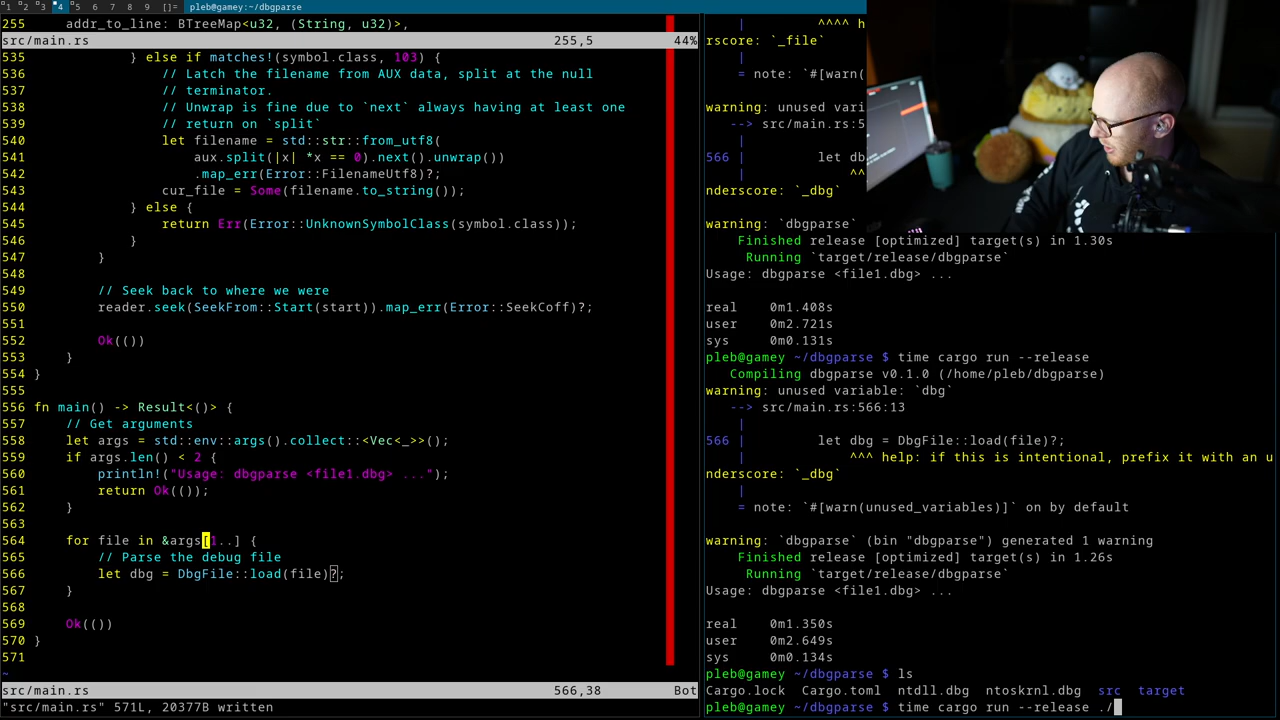 1 2 3 4 5 6 7 8 9 []= pleb@gamey:~/dbgparse
255 addr_to_line: BTreeMap<u32, (String, u32)>,
src/main.rs 255,5 44%
535 } else if matches!(symbol.class, 103) {
536 // Latch the filename from AUX data, split at the null
537 // terminator.
538 // Unwrap is fine due to `next` always having at least one
539 // return on `split`
540 let filename = std::str::from_utf8(
541 aux.split(|x| *x == 0).next().unwrap())
542 .map_err(Error::FilenameUtf8)?;
543 cur_file = Some(filename.to_string());
544 } else {
545 return Err(Error::UnknownSymbolClass(symbol.class));
546 }
547 }
548
549 // Seek back to where we were
550 reader.seek(SeekFrom::Start(start)).map_err(Error::SeekCoff)?;
551
552 Ok(())
553 }
554 }
555
556 fn main() -> Result<()> {
557 // Get arguments
558 let args = std::env::args().collect::<Vec<_>>();
559 if args.len() < 2 {
560 println!("Usage: dbgparse <file1.dbg> ...");
561 return Ok(());
562 }
563
564 for file in &args[1..] {
565 // Parse the debug file
566 let dbg = DbgFile::load(file)?;
567 }
568
569 Ok(())
570 }
571
~
src/main.rs 566,38 Bot
"src/main.rs" 571L, 20377B written
| ^^^^ h
rscore: `_file`
|
= note: `#[warn(
warning: unused vari
--> src/main.rs:5
|
566 | let db
| ^^
nderscore: `_dbg`
warning: `dbgparse`
Finished release [optimized] target(s) in 1.30s
Running `target/release/dbgparse`
Usage: dbgparse <file1.dbg> ...
real 0m1.408s
user 0m2.721s
sys 0m0.131s
pleb@gamey ~/dbgparse $ time cargo run --release
Compiling dbgparse v0.1.0 (/home/pleb/dbgparse)
warning: unused variable: `dbg`
--> src/main.rs:566:13
|
566 | let dbg = DbgFile::load(file)?;
| ^^^ help: if this is intentional, prefix it with an u
nderscore: `_dbg`
|
= note: `#[warn(unused_variables)]` on by default
warning: `dbgparse` (bin "dbgparse") generated 1 warning
Finished release [optimized] target(s) in 1.26s
Running `target/release/dbgparse`
Usage: dbgparse <file1.dbg> ...
real 0m1.350s
user 0m2.649s
sys 0m0.134s
pleb@gamey ~/dbgparse $ ls
Cargo.lock Cargo.toml ntdll.dbg ntoskrnl.dbg src target
pleb@gamey ~/dbgparse $ time cargo run --release ./